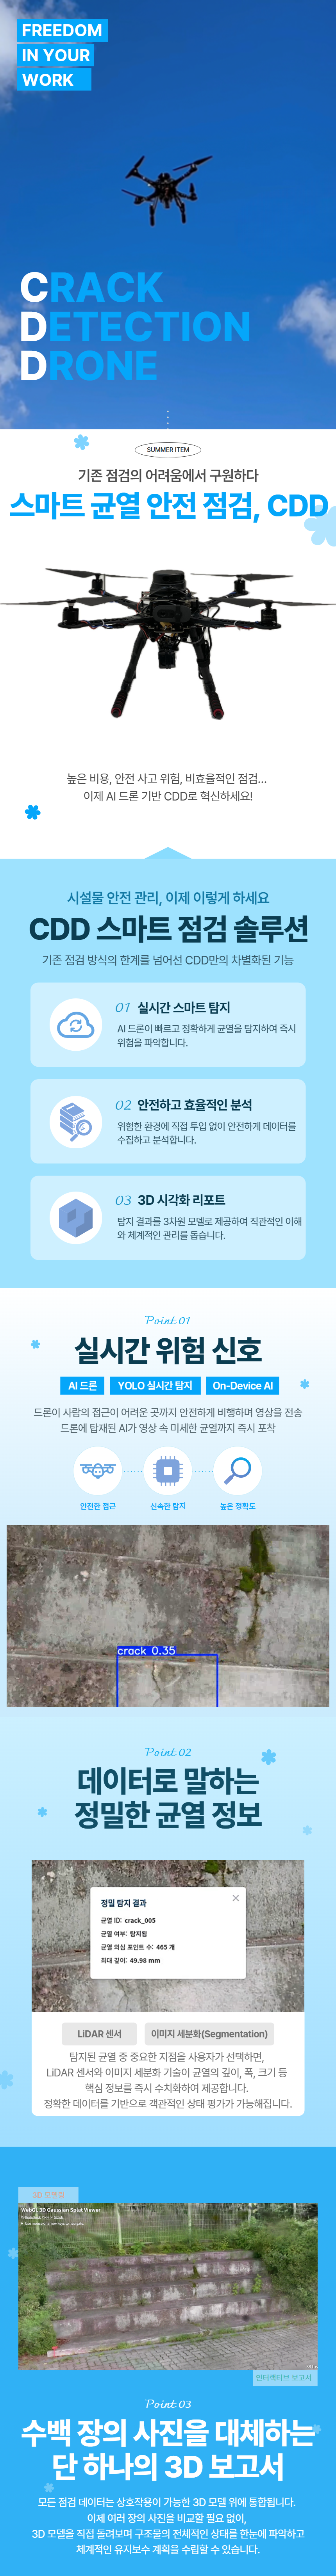 FREEDOM
IN YOUR
WORK
CRACK
DETECTION
DRONE
SUMMER ITEM
기존 점검의 어려움에서 구원하다
스마트 균열 안전 점검, CDD
높은 비용, 안전 사고 위험, 비효율적인 점검...
이제 AI 드론 기반 CDD로 혁신하세요!
시설물 안전 관리, 이제 이렇게 하세요
CDD 스마트 점검 솔루션
기존 점검 방식의 한계를 넘어선 CDD만의 차별화된 기능
01 실시간 스마트 탐지
AI 드론이 빠르고 정확하게 균열을 탐지하여 즉시
위험을 파악합니다.
02 안전하고 효율적인 분석
위험한 환경에 직접 투입 없이 안전하게 데이터를
수집하고 분석합니다.
03 3D 시각화 리포트
탐지 결과를 3차원 모델로 제공하여 직관적인 이해
와 체계적인 관리를 돕습니다.
Point 01
실시간 위험 신호
AI 드론 YOLO 실시간 탐지 On-Device AI
드론이 사람의 접근이 어려운 곳까지 안전하게 비행하며 영상을 전송
드론에 탑재된 AI가 영상 속 미세한 균열까지 즉시 포착
안전한 접근 신속한 탐지 높은 정확도
crack 0.35
Point 02
데이터로 말하는
정밀한 균열 정보
정밀 탐지 결과
균열 ID: crack_005
균열 여부: 탐지됨
균열 의심 포인트 수: 465 개
최대 깊이: 49.98 mm
LiDAR 센서 이미지 세분화(Segmentation)
탐지된 균열 중 중요한 지점을 사용자가 선택하면,
LiDAR 센서와 이미지 세분화 기술이 균열의 깊이, 폭, 크기 등
핵심 정보를 즉시 수치화하여 제공합니다.
정확한 데이터를 기반으로 객관적인 상태 평가가 가능해집니다.
3D 모델링
WebGL 3D Gaussian Splat Viewer
인터랙티브 보고서
Point 03
수백 장의 사진을 대체하는
단 하나의 3D 보고서
모든 점검 데이터는 상호작용이 가능한 3D 모델 위에 통합됩니다.
이제 여러 장의 사진을 비교할 필요 없이,
3D 모델을 직접 돌려보며 구조물의 전체적인 상태를 한눈에 파악하고
체계적인 유지보수 계획을 수립할 수 있습니다.